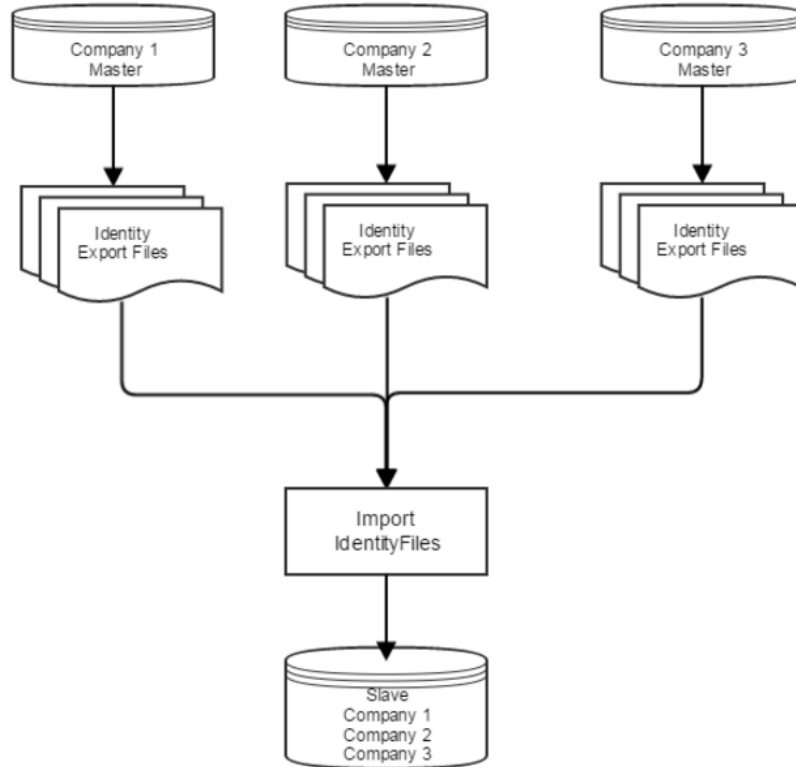 Company 1
Master
Company 2
Master
Company 3
Master
Identity
Export Files
Identity
Export Files
Identity
Export Files
Import
IdentityFiles
Slave
Company 1
Company 2
Company 3